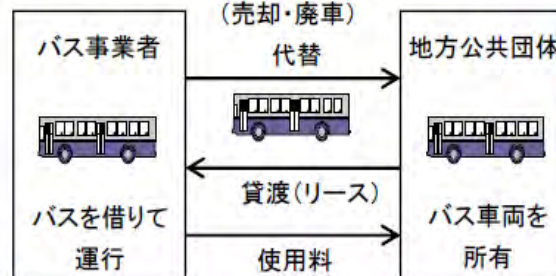 (売却・廃車)
代替
バス事業者
バスを借りて
運行
貸渡(リース)
使用料
地方公共団体
バス車両を
所有